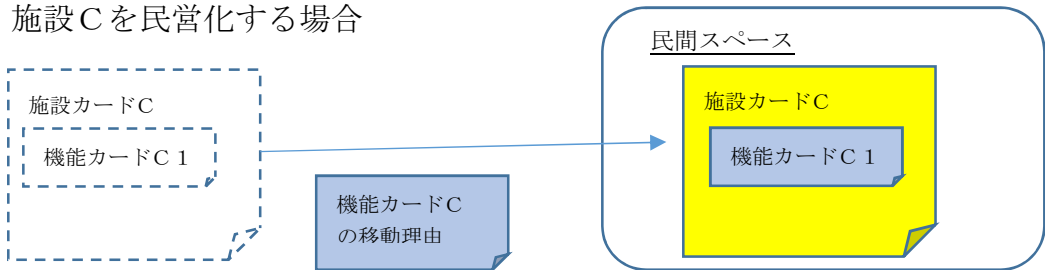 施設Cを民営化する場合
民間スペース
施設カードC
機能カードC１
機能カードC
の移動理由
施設カードC
機能カードC１